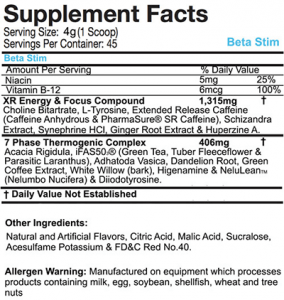 Supplement Facts
Serving Size: 4g(1 Scoop)
Servings Per Container: 45
Beta Stim
Beta Stim
Amount Per Serving % Daily Value
Niacin 5mg 25%
Vitamin B-12 6mcg 100%
XR Energy & Focus Compound 1,315mg †
Choline Bitartrate, L-Tyrosine, Extended Release Caffeine
(Caffeine Anhydrous & PharmaSure® SR Caffeine), Schizandra
Extract, Synephrine HCl, Ginger Root Extract & Huperzine A.
7 Phase Thermogenic Complex 406mg †
Acacia Rigidula, iFAS50® (Green Tea, Tuber Fleeceflower &
Parasitic Laranthus), Adhatoda Vasica, Dandelion Root, Green
Coffee Extract, White Willow (bark), Higenamine & NeluLean™
(Nelumbo Nucifera) & Diiodotyrosine.
† Daily Value Not Established
Other Ingredients:
Natural and Artificial Flavors, Citric Acid, Malic Acid, Sucralose,
Acesulfame Potassium & FD&C Red No.40.
Allergen Warning: Manufactured on equipment which processes
products containing milk, egg, soybean, shellfish, wheat and tree
nuts